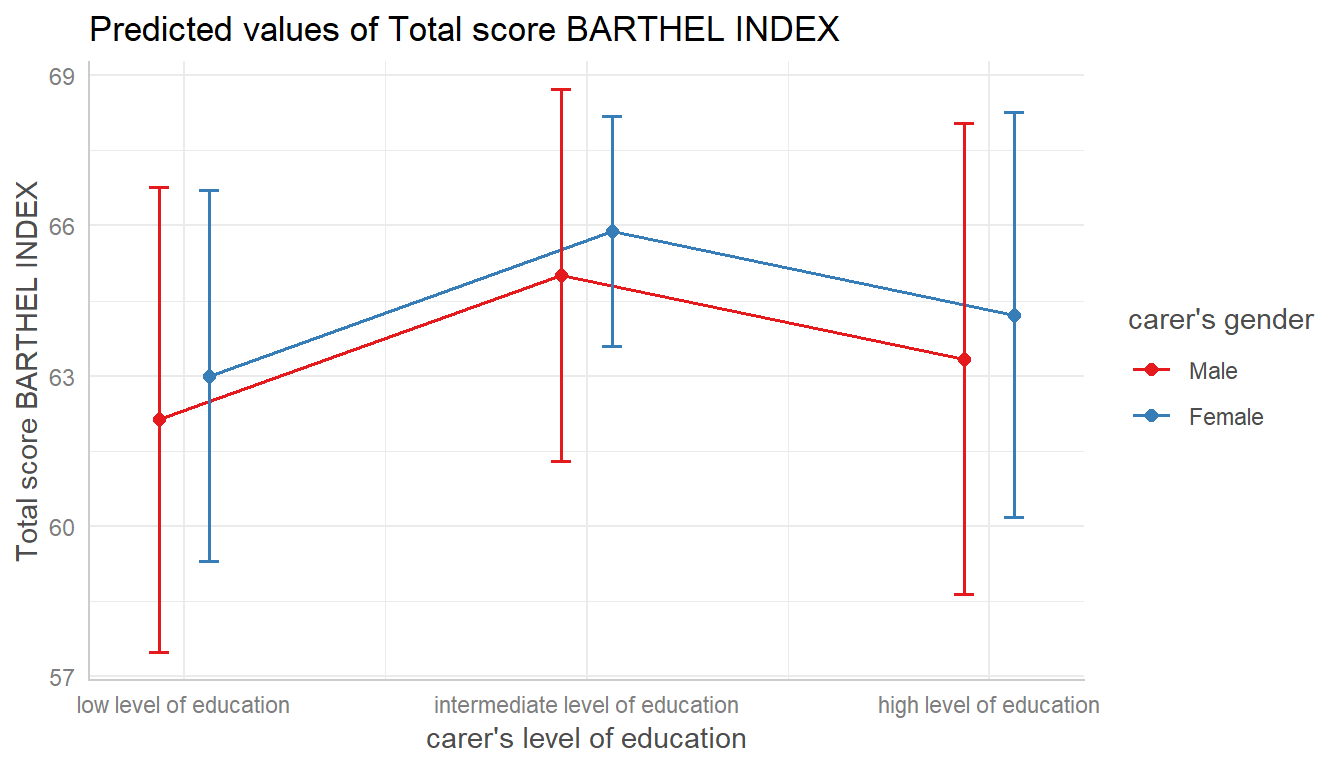 Predicted values of Total score BARTHEL INDEX
Total score BARTHEL INDEX
69
66
63
60
57
low level of education
intermediate level of education
high level of education
carer's level of education
carer's gender
Male
Female